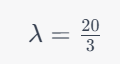 λ = 20/3